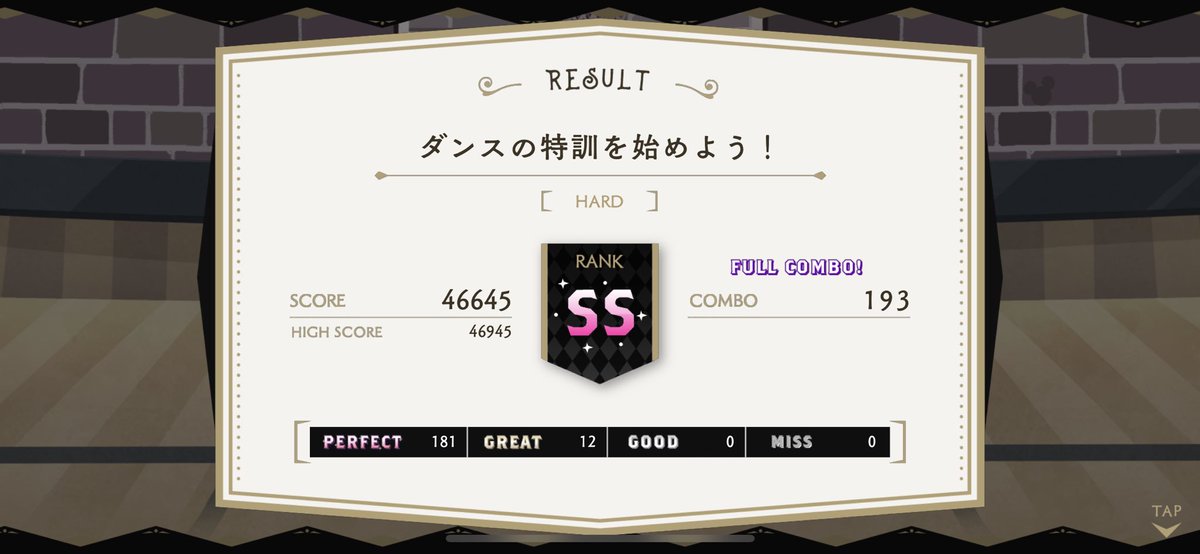 RESULT
ダンスの特訓を始めよう！
HARD
RANK
SS
SCORE 46645
HIGH SCORE 46945
FULL COMBO!
COMBO 193
PERFECT 181 GREAT 12 GOOD 0 MISS 0
TAP